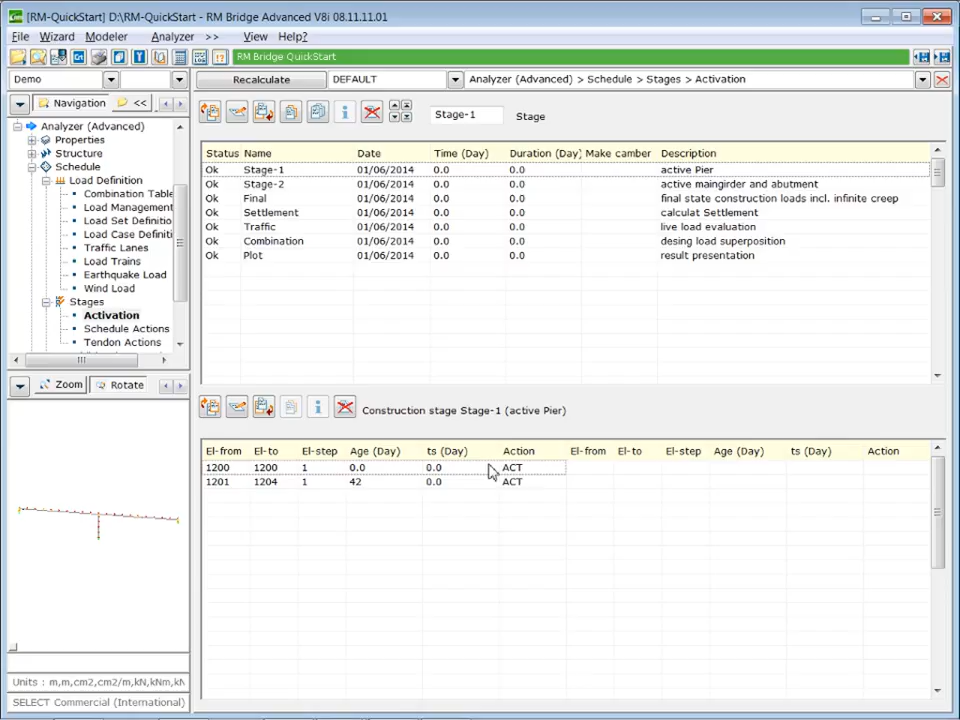 [RM-QuickStart] D:\RM-QuickStart - RM Bridge Advanced V8i 08.11.11.01
File Wizard Modeler Analyzer >> View Help?
RM Bridge QuickStart
Demo Recalculate DEFAULT Analyzer (Advanced) > Schedule > Stages > Activation
Navigation <<
Analyzer (Advanced)
Properties
Structure
Schedule
Load Definition
Combination Table
Load Management
Load Set Definitio
Load Case Definiti
Traffic Lanes
Load Trains
Earthquake Load
Wind Load
Stages
Activation
Schedule Actions
Tendon Actions
Stage-1 Stage
Status Name Date Time (Day) Duration (Day) Make camber Description
Ok Stage-1 01/06/2014 0.0 0.0 active Pier
Ok Stage-2 01/06/2014 0.0 0.0 active maingirder and abutment
Ok Final 01/06/2014 0.0 0.0 final state construction loads incl. infinite creep
Ok Settlement 01/06/2014 0.0 0.0 calculat Settlement
Ok Traffic 01/06/2014 0.0 0.0 live load evaluation
Ok Combination 01/06/2014 0.0 0.0 desing load superposition
Ok Plot 01/06/2014 0.0 0.0 result presentation
Zoom Rotate
Construction stage Stage-1 (active Pier)
El-from El-to El-step Age (Day) ts (Day) Action El-from El-to El-step Age (Day) ts (Day) Action
1200 1200 1 0.0 0.0 ACT
1201 1204 1 42 0.0 ACT
Units : m,m,cm2,cm2/m,kN,kNm,kN
SELECT Commercial (International)